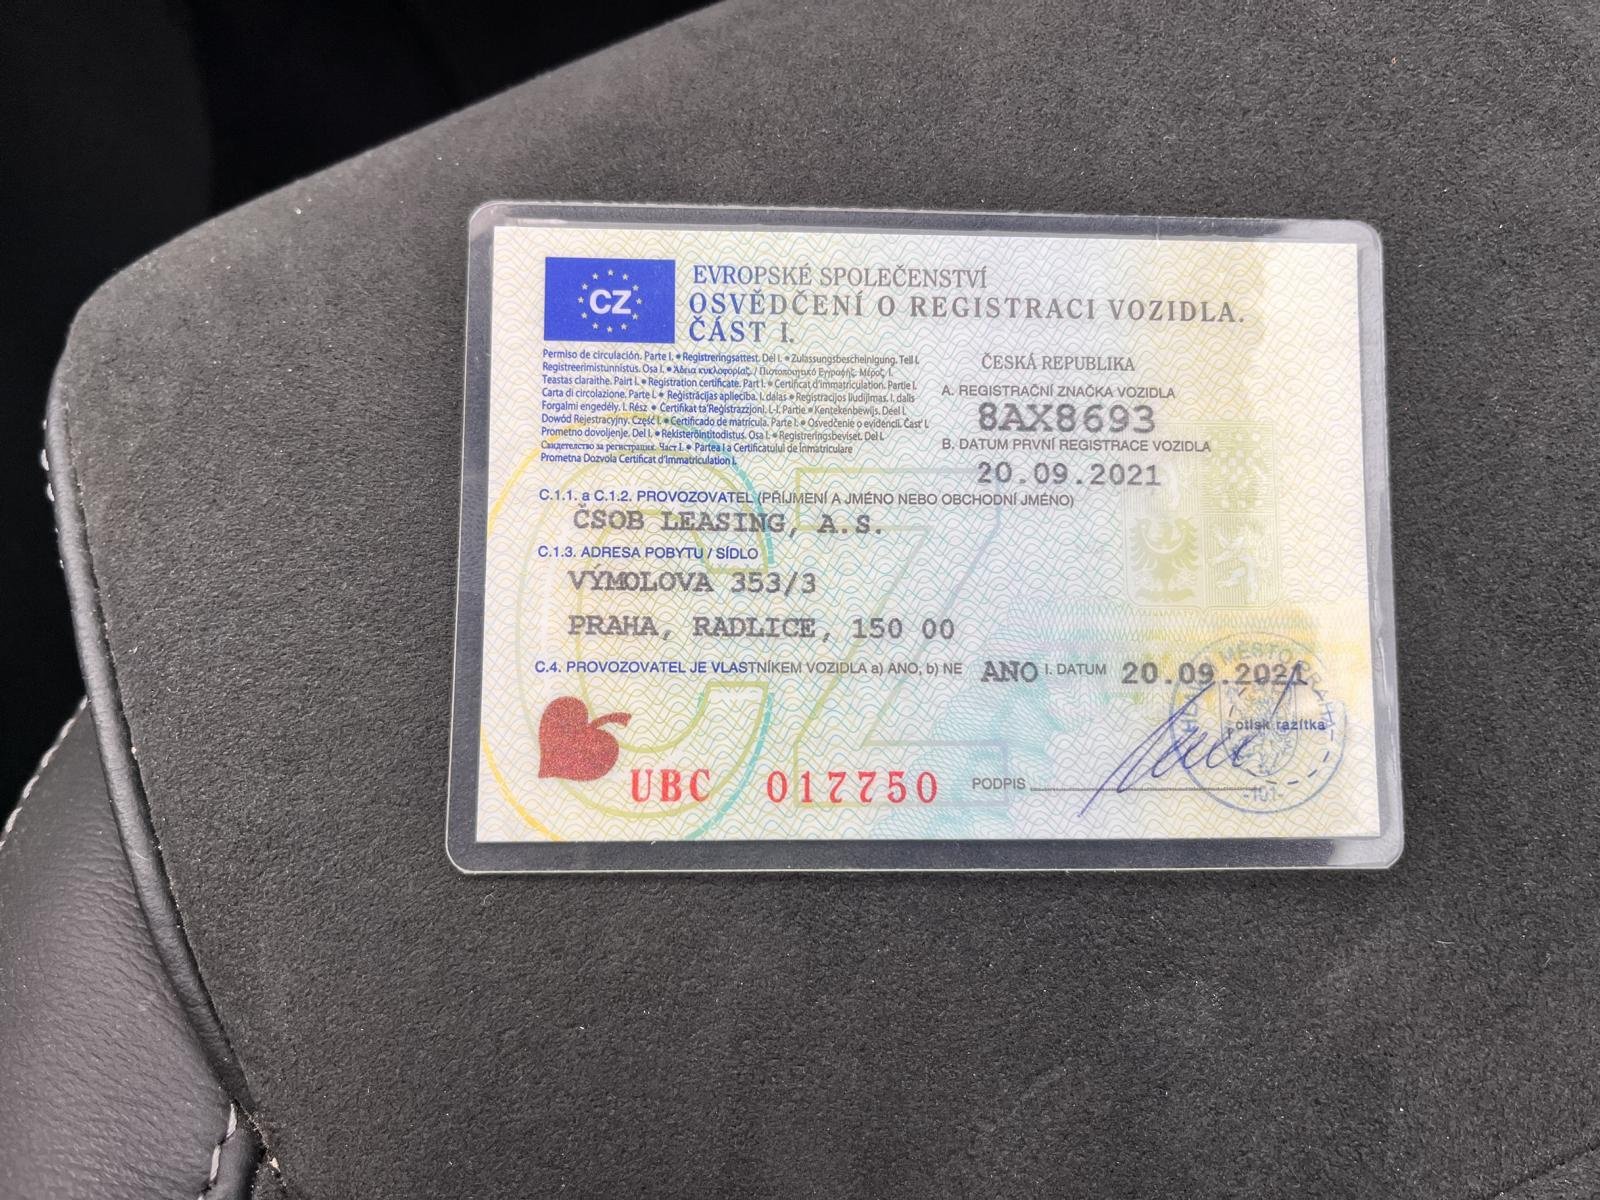 CZ
EVROPSKÉ SPOLEČENSTVÍ
OSVĚDČENÍ O REGISTRACI VOZIDLA.
ČÁST I.
Permiso de circulación. Parte I. • Registreringsattest. Del I. • Zulassungsbescheinigung. Teil I.
Registreerimistunnistus. Osa I. • Άδεια κυκλοφορίας / Πιστοποιητικό Εγγραφής. Μέρος I.
Teastas claraithe. Pairt I. • Registration certificate. Part I. • Certificat d'immatriculation. Partie I.
Carta di circolazione. Parte I. • Reģistrācijas apliecība. I. daļas • Registracijos liudijimas. I. dalis
Forgalmi engedély. I. Rész • Ċertifikat ta' Reġistrazzjoni. L-I. Partie • Kentekenbewijs. Deel I.
Dowód Rejestracyjny. Część I. • Certificado de matrícula. Parte I. • Osvedčenie o evidencii. Časť I.
Prometno dovoljenje. Del I. • Rekisteröintitodistus. Osa I. • Registreringsbeviset. Del I.
Свидетелство за регистрация. Част I. • Partea I a Certificatului de înmatriculare
Prometna Dozvola Certificat d'Immatriculation I.
ČESKÁ REPUBLIKA
A. REGISTRAČNÍ ZNAČKA VOZIDLA
8AX8693
B. DATUM PRVNÍ REGISTRACE VOZIDLA
20.09.2021
C.1.1. a C.1.2. PROVOZOVATEL (PŘÍJMENÍ A JMÉNO NEBO OBCHODNÍ JMÉNO)
ČSOB LEASING, A.S.
C.1.3. ADRESA POBYTU / SÍDLO
VÝMOLOVA 353/3
PRAHA, RADLICE, 150 00
C.4. PROVOZOVATEL JE VLASTNÍKEM VOZIDLA a) ANO, b) NE ANO I. DATUM 20.09.2021
otisk razítka
UBC 017750 PODPIS
-101-